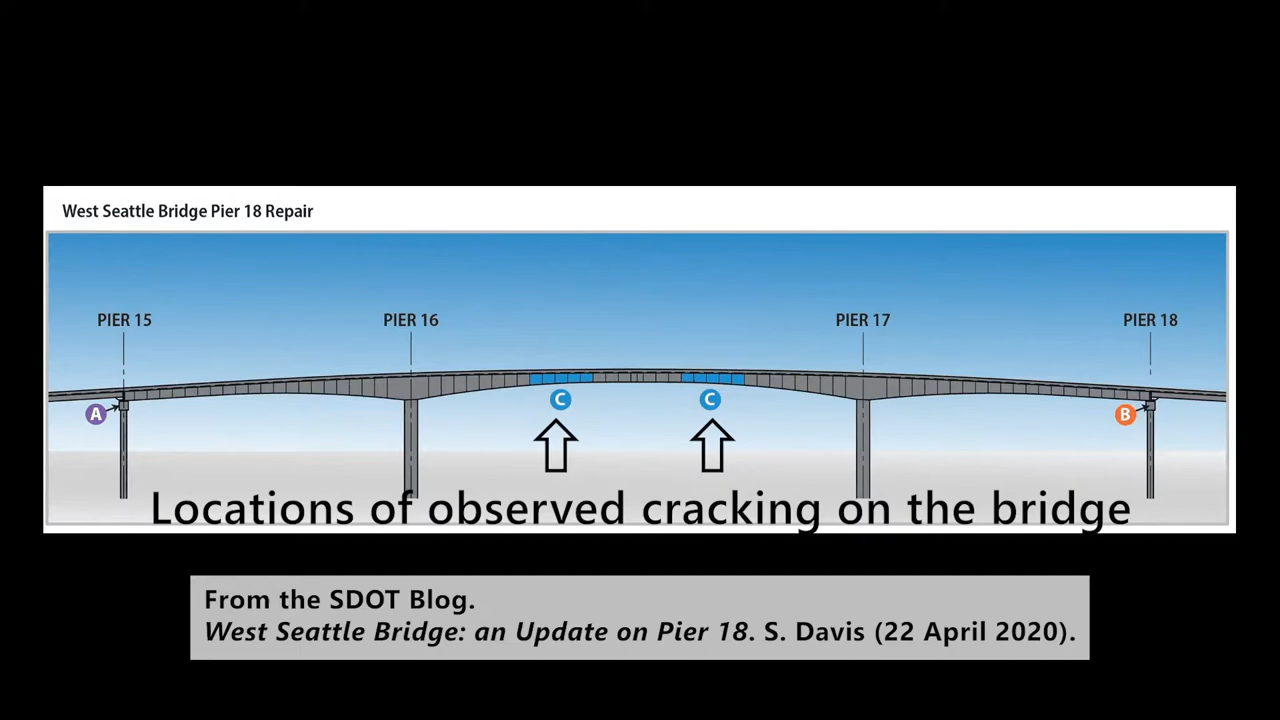 West Seattle Bridge Pier 18 Repair
PIER 15
PIER 16
PIER 17
PIER 18
A
C
C
B
Locations of observed cracking on the bridge
From the SDOT Blog.
West Seattle Bridge: an Update on Pier 18. S. Davis (22 April 2020).